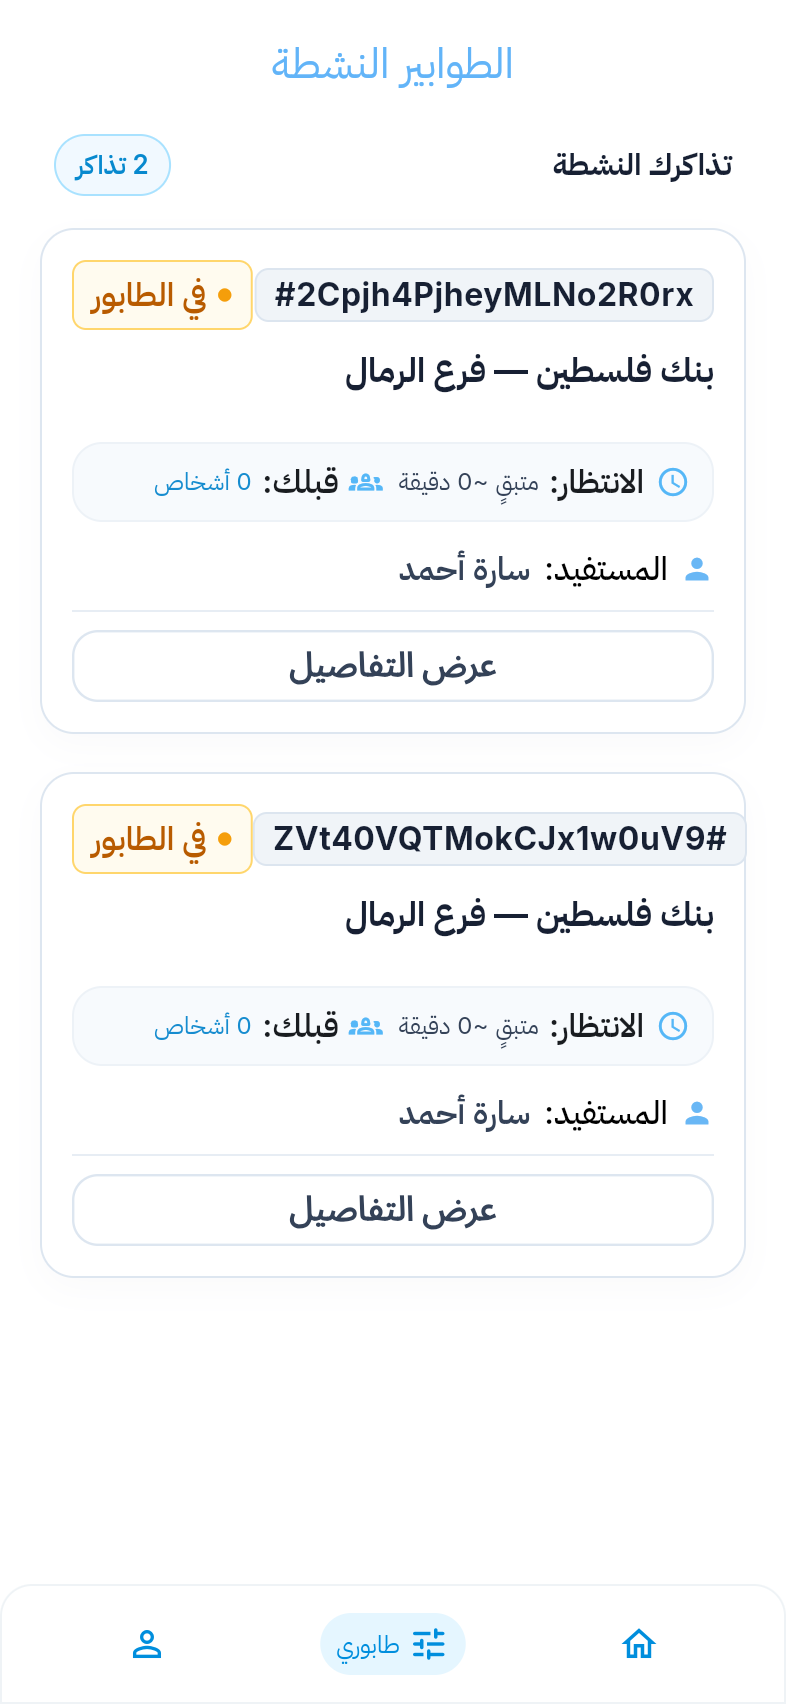 الطوابير النشطة
تذاكرك النشطة
2 تذاكر
#2Cpjh4PjheyMLNo2R0rx
في الطابور
بنك فلسطين — فرع الرمال
الانتظار: متبقٍ ~0 دقيقة قبلك: 0 أشخاص
المستفيد: سارة أحمد
عرض التفاصيل
ZVt40VQTMokCJx1w0uV9#
في الطابور
بنك فلسطين — فرع الرمال
الانتظار: متبقٍ ~0 دقيقة قبلك: 0 أشخاص
المستفيد: سارة أحمد
عرض التفاصيل
طابوري